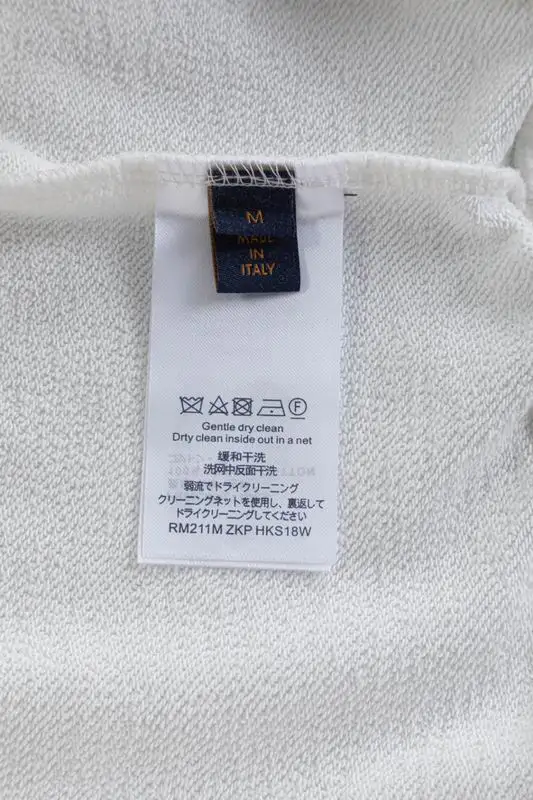 M
MADE
IN
ITALY
F
Gentle dry clean
Drty clean inside out in a net
缓和干洗
洗网中反面干洗
弱流でドライクリーニング
クリーニングネットを使用し、裏返して
ドライクリーニングしてください
RM211M ZKP HKS18W